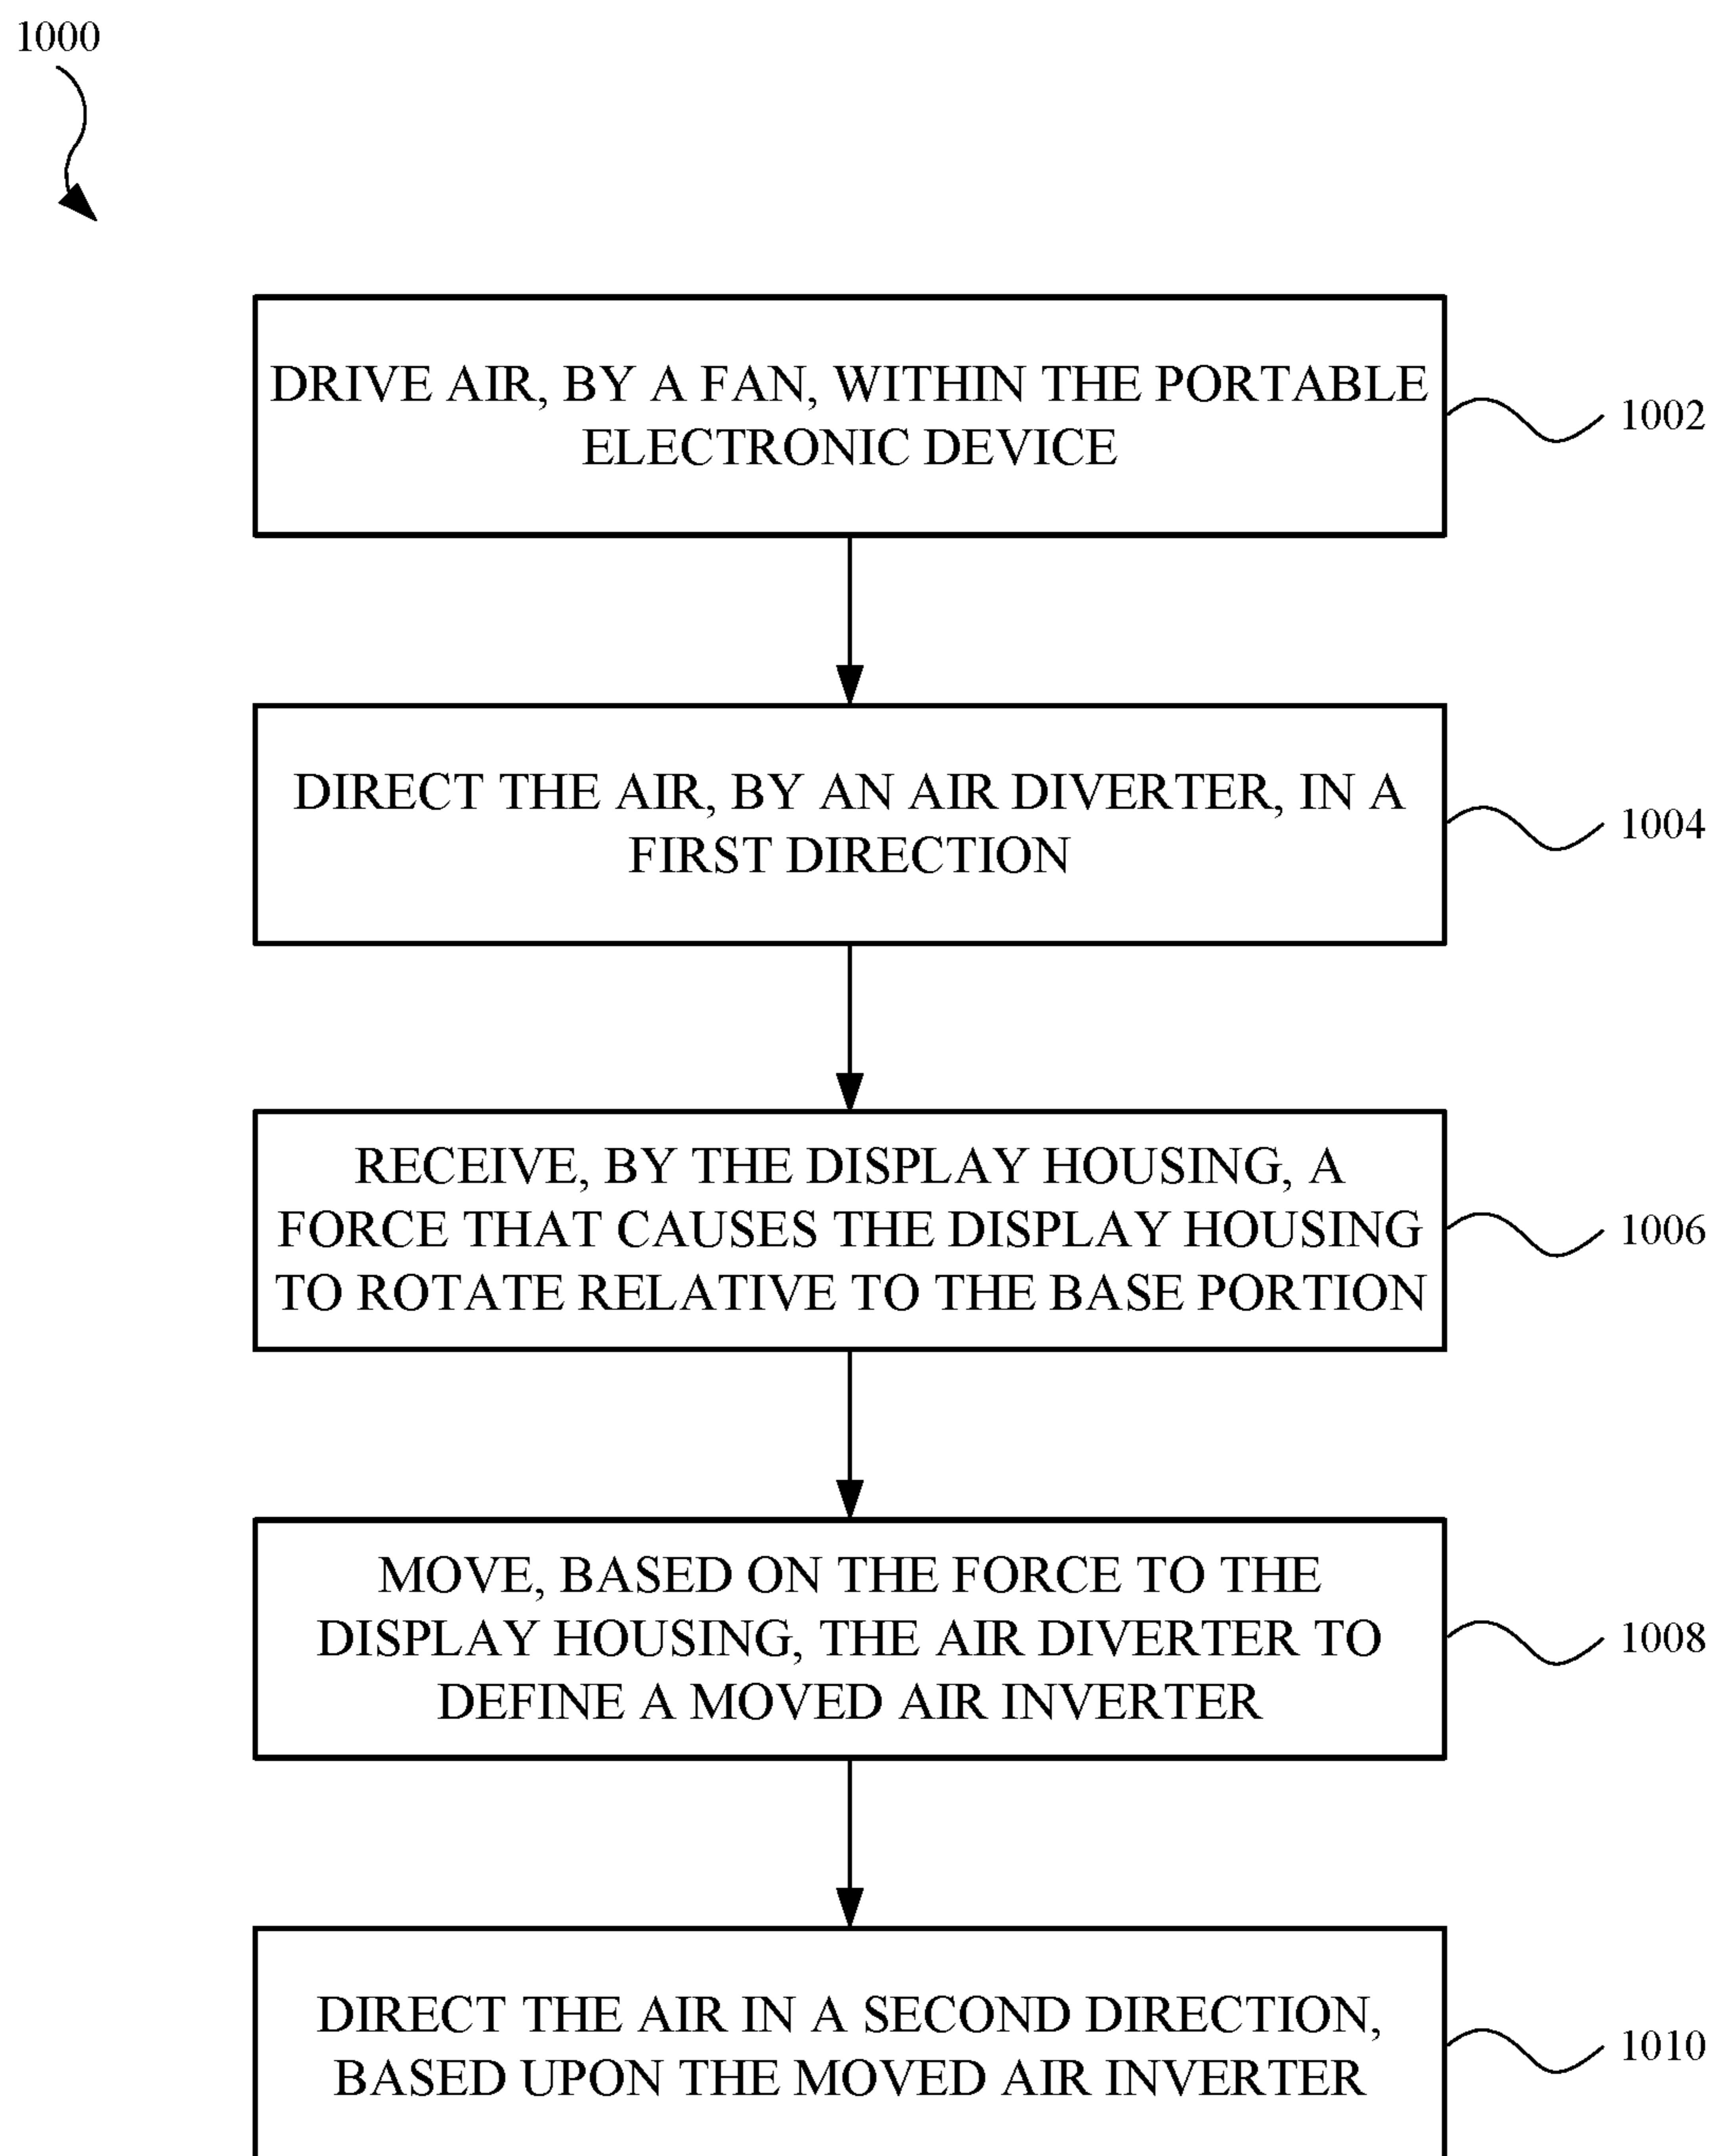 1000
DRIVE AIR, BY A FAN, WITHIN THE PORTABLE
ELECTRONIC DEVICE
1002
DIRECT THE AIR, BY AN AIR DIVERTER, IN A
FIRST DIRECTION
1004
RECEIVE, BY THE DISPLAY HOUSING, A
FORCE THAT CAUSES THE DISPLAY HOUSING
TO ROTATE RELATIVE TO THE BASE PORTION
1006
MOVE, BASED ON THE FORCE TO THE
DISPLAY HOUSING, THE AIR DIVERTER TO
DEFINE A MOVED AIR INVERTER
1008
DIRECT THE AIR IN A SECOND DIRECTION,
BASED UPON THE MOVED AIR INVERTER
1010